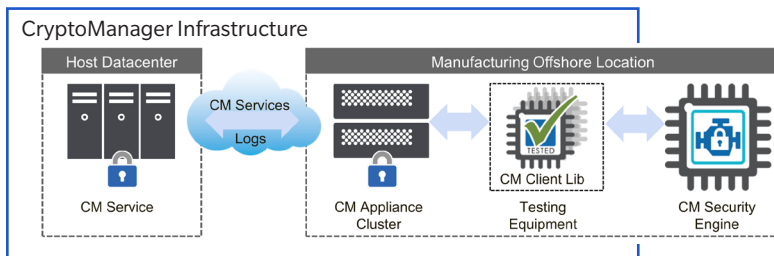 CryptoManager Infrastructure
Host Datacenter
Manufacturing Offshore Location
CM Services
Logs
TESTED
CM Client Lib
CM Service
CM Appliance
Cluster
Testing
Equipment
CM Security
Engine